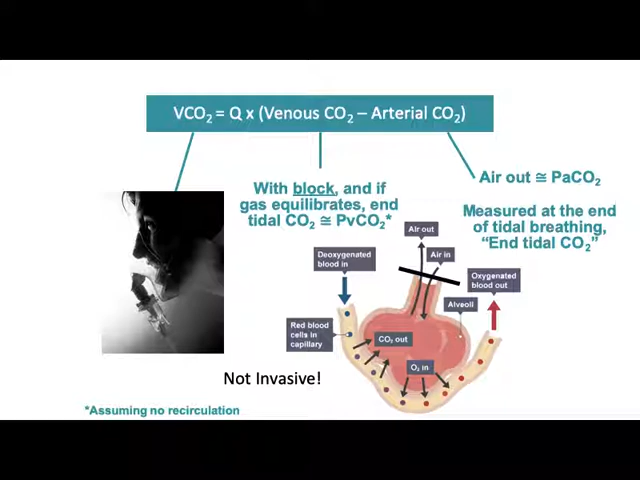 VCO₂ = Q x (Venous CO₂ – Arterial CO₂)
With block, and if
gas equilibrates, end
tidal CO₂ ≅ PvCO₂*
Air out ≅ PaCO₂
Measured at the end
of tidal breathing,
“End tidal CO₂”
Air out
Air in
Deoxygenated
blood in
Oxygenated
blood out
Alveoli
Red blood
cells in
capillary
CO₂ out
O₂ in
Not Invasive!
*Assuming no recirculation